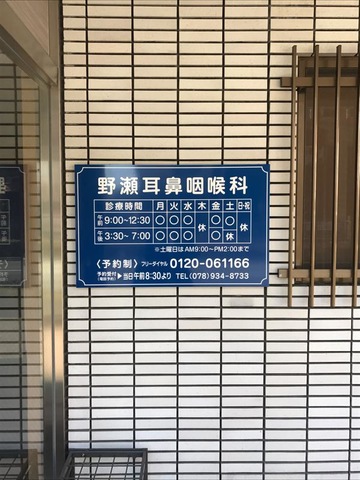 野瀬耳鼻咽喉科
診療時間 月 火 水 木 金 土 日・祝
午前 9:00~12:30 ○ ○ ○ 休 ○ ○ 休
午後 3:30~7:00 ○ ○ ○ ○ 休
※土曜日はAM9:00~PM2:00まで
〈予約制〉 フリーダイヤル 0120-061166
予約受付(電話予約) ▶当日午前8:30より TEL(078)934-8733